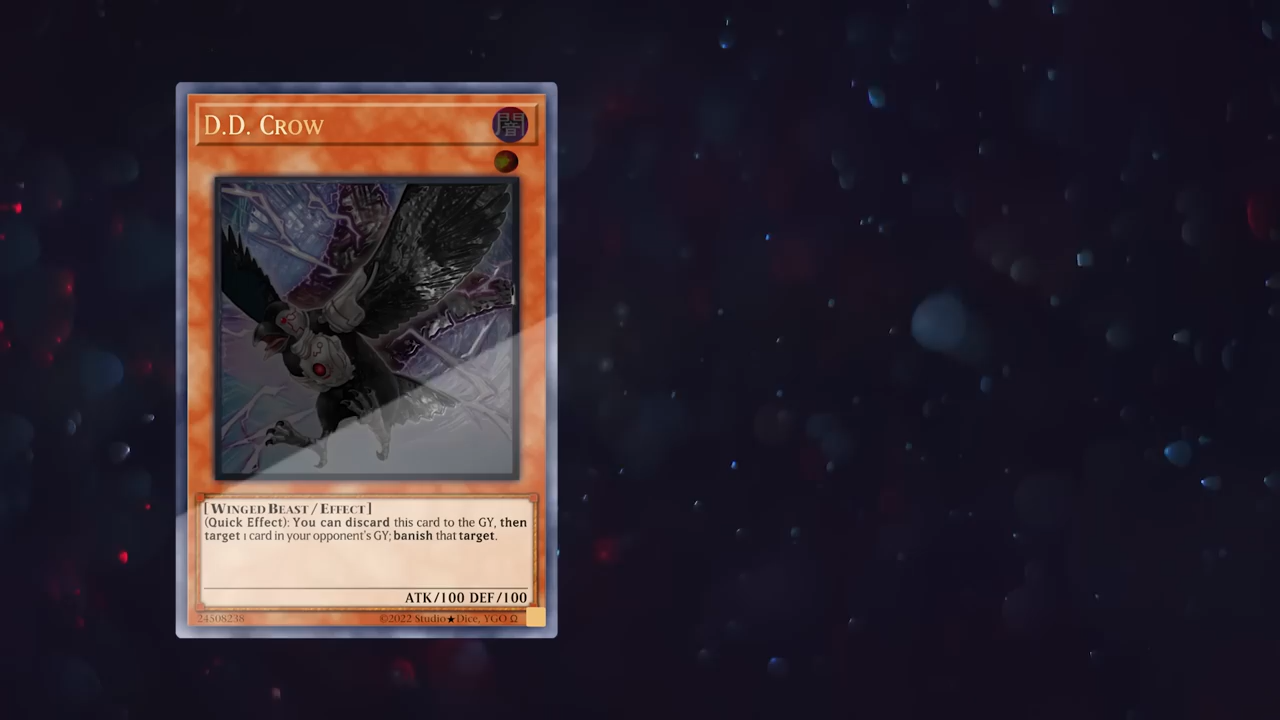 D.D. Crow
闇
[Winged Beast/Effect]
(Quick Effect): You can discard this card to the GY, then
target 1 card in your opponent's GY; banish that target.
ATK/100 DEF/100
24508238 ©2022 Studio★Dice, YGO Ω